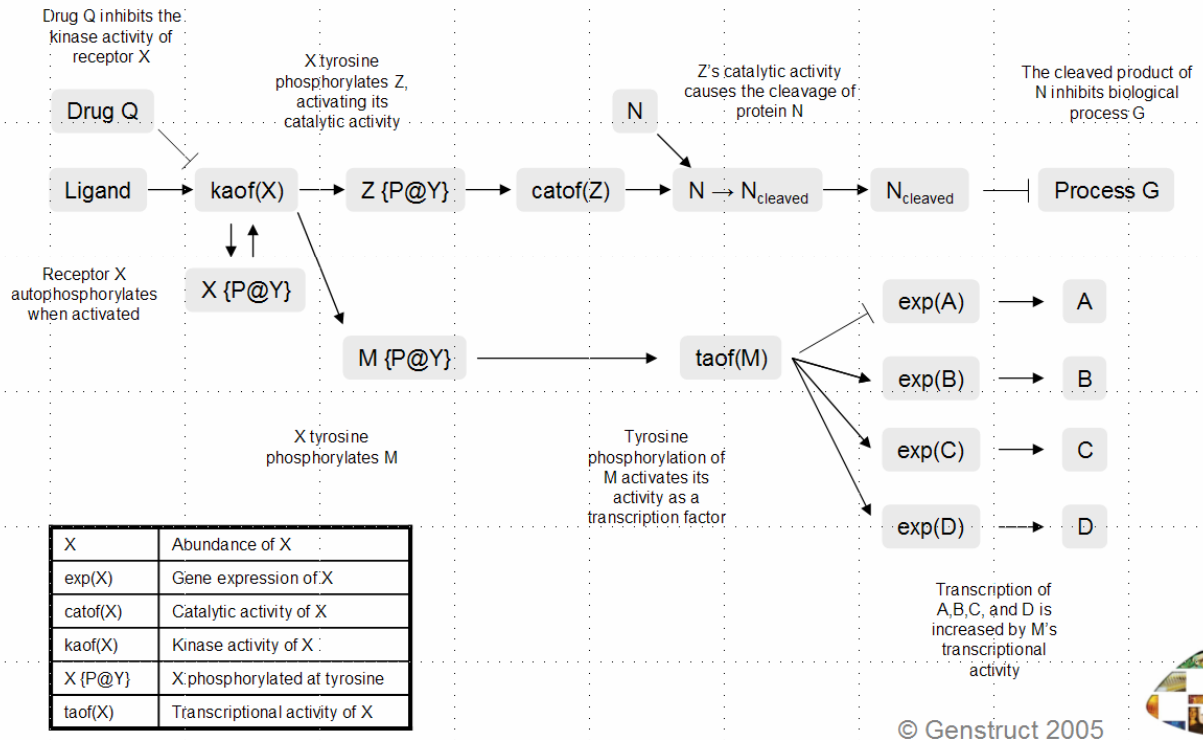 Drug Q inhibits the
kinase activity of
receptor X
X tyrosine
phosphorylates Z,
activating its
catalytic activity
Z's catalytic activity
causes the cleavage of
protein N
The cleaved product of
N inhibits biological
process G
Drug Q
N
Ligand
kaof(X)
Z {P@Y}
catof(Z)
N → Ncleaved
Ncleaved
Process G
Receptor X
autophosphorylates
when activated
X {P@Y}
M {P@Y}
taof(M)
exp(A)
A
exp(B)
B
exp(C)
C
exp(D)
D
X tyrosine
phosphorylates M
Tyrosine
phosphorylation of
M activates its
activity as a
transcription factor
Transcription of
A,B,C, and D is
increased by M's
transcriptional
activity
X Abundance of X
exp(X) Gene expression of X
catof(X) Catalytic activity of X
kaof(X) Kinase activity of X
X {P@Y} X phosphorylated at tyrosine
taof(X) Transcriptional activity of X
© Genstruct 2005